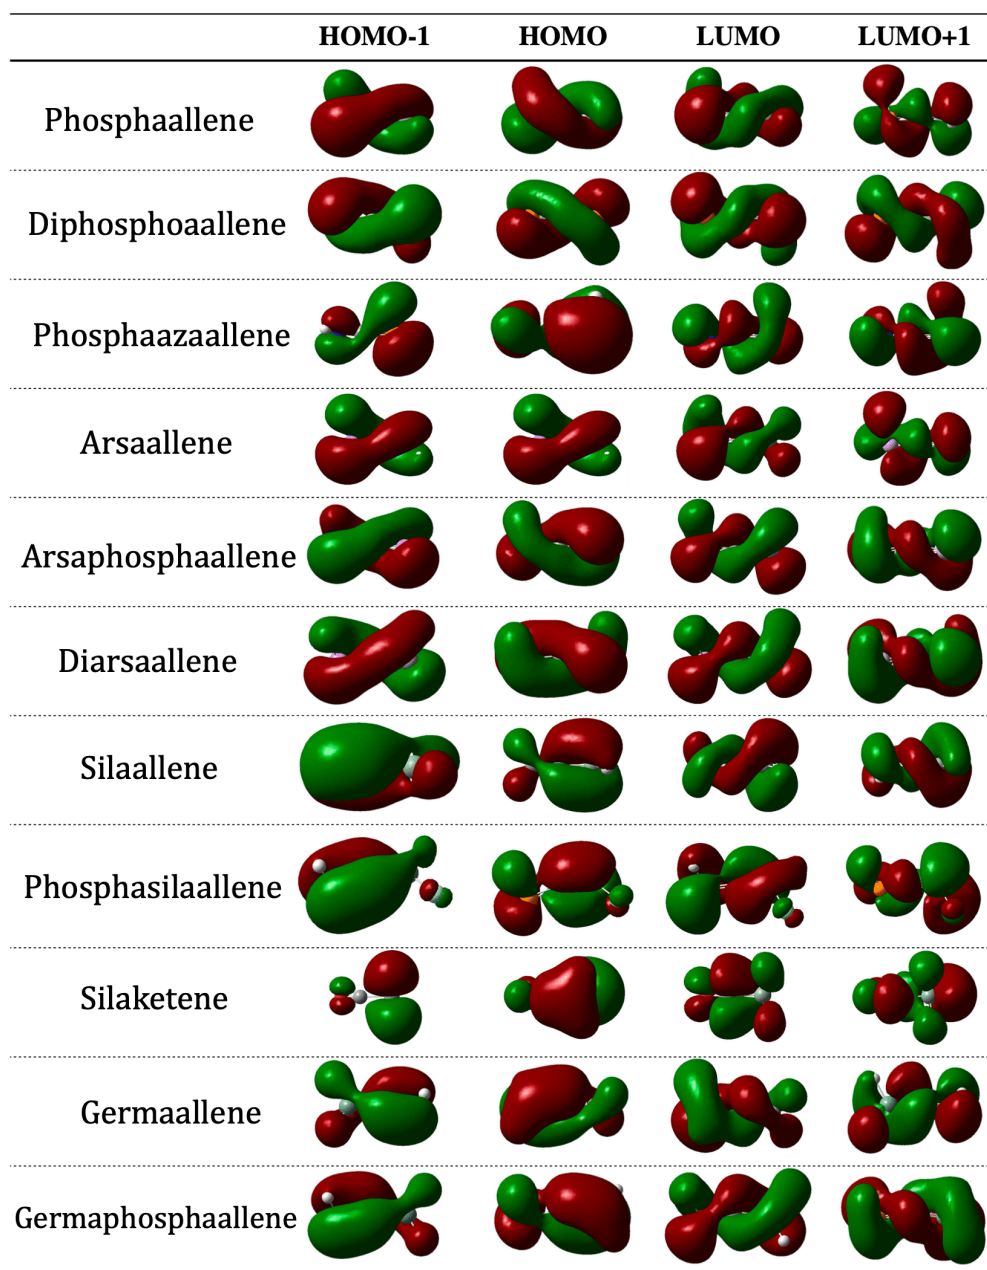 HOMO-1 HOMO LUMO LUMO+1
Phosphaallene
Diphosphoaallene
Phosphaazaallene
Arsaallene
Arsaphosphaallene
Diarsaallene
Silaallene
Phosphasilaallene
Silaketene
Germaallene
Germaphosphaallene